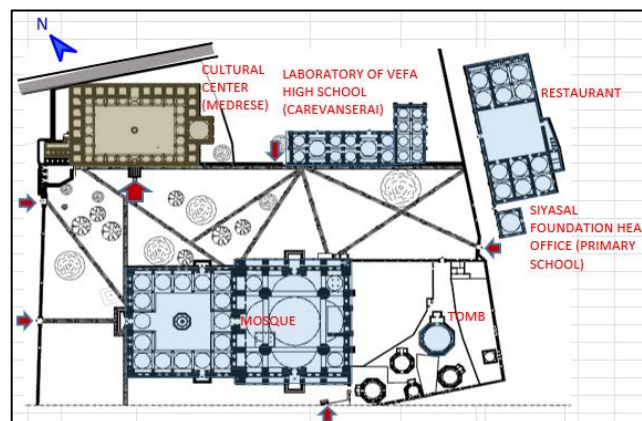 N
CULTURAL
CENTER
(MEDRESE)
LABORATORY OF VEFA
HIGH SCHOOL
(CAREVANSERAI)
RESTAURANT
SIYASAL
FOUNDATION HEA
OFFICE (PRIMARY
SCHOOL)
MOSQUE
TOMB